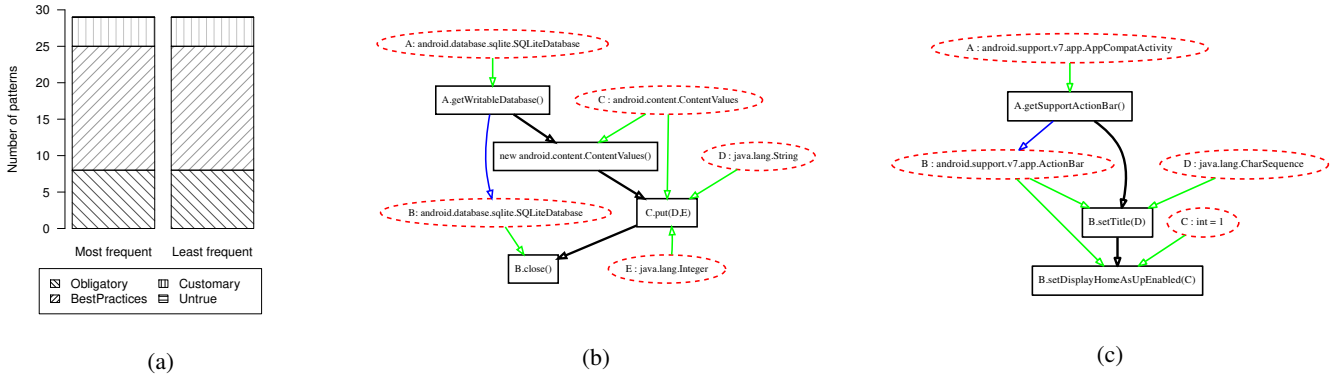 Number of patterns
30
25
20
15
10
5
0
Most frequent
Least frequent
Obligatory
BestPractices
Customary
Untrue
(a)
A: android.database.sqlite.SQLiteDatabase
A.getWritableDatabase()
C : android.content.ContentValues
new android.content.ContentValues()
D : java.lang.String
B: android.database.sqlite.SQLiteDatabase
C.put(D,E)
B.close()
E : java.lang.Integer
(b)
A : android.support.v7.app.AppCompatActivity
A.getSupportActionBar()
B : android.support.v7.app.ActionBar
D : java.lang.CharSequence
B.setTitle(D)
C : int = 1
B.setDisplayHomeAsUpEnabled(C)
(c)